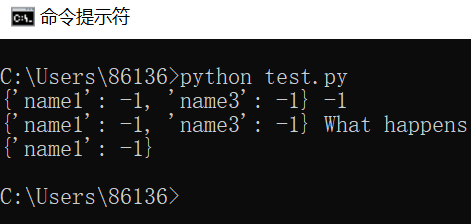 命令提示符
C:\Users\86136>python test.py
{'name1': -1, 'name3': -1} -1
{'name1': -1, 'name3': -1} What happens
{'name1': -1}
C:\Users\86136>